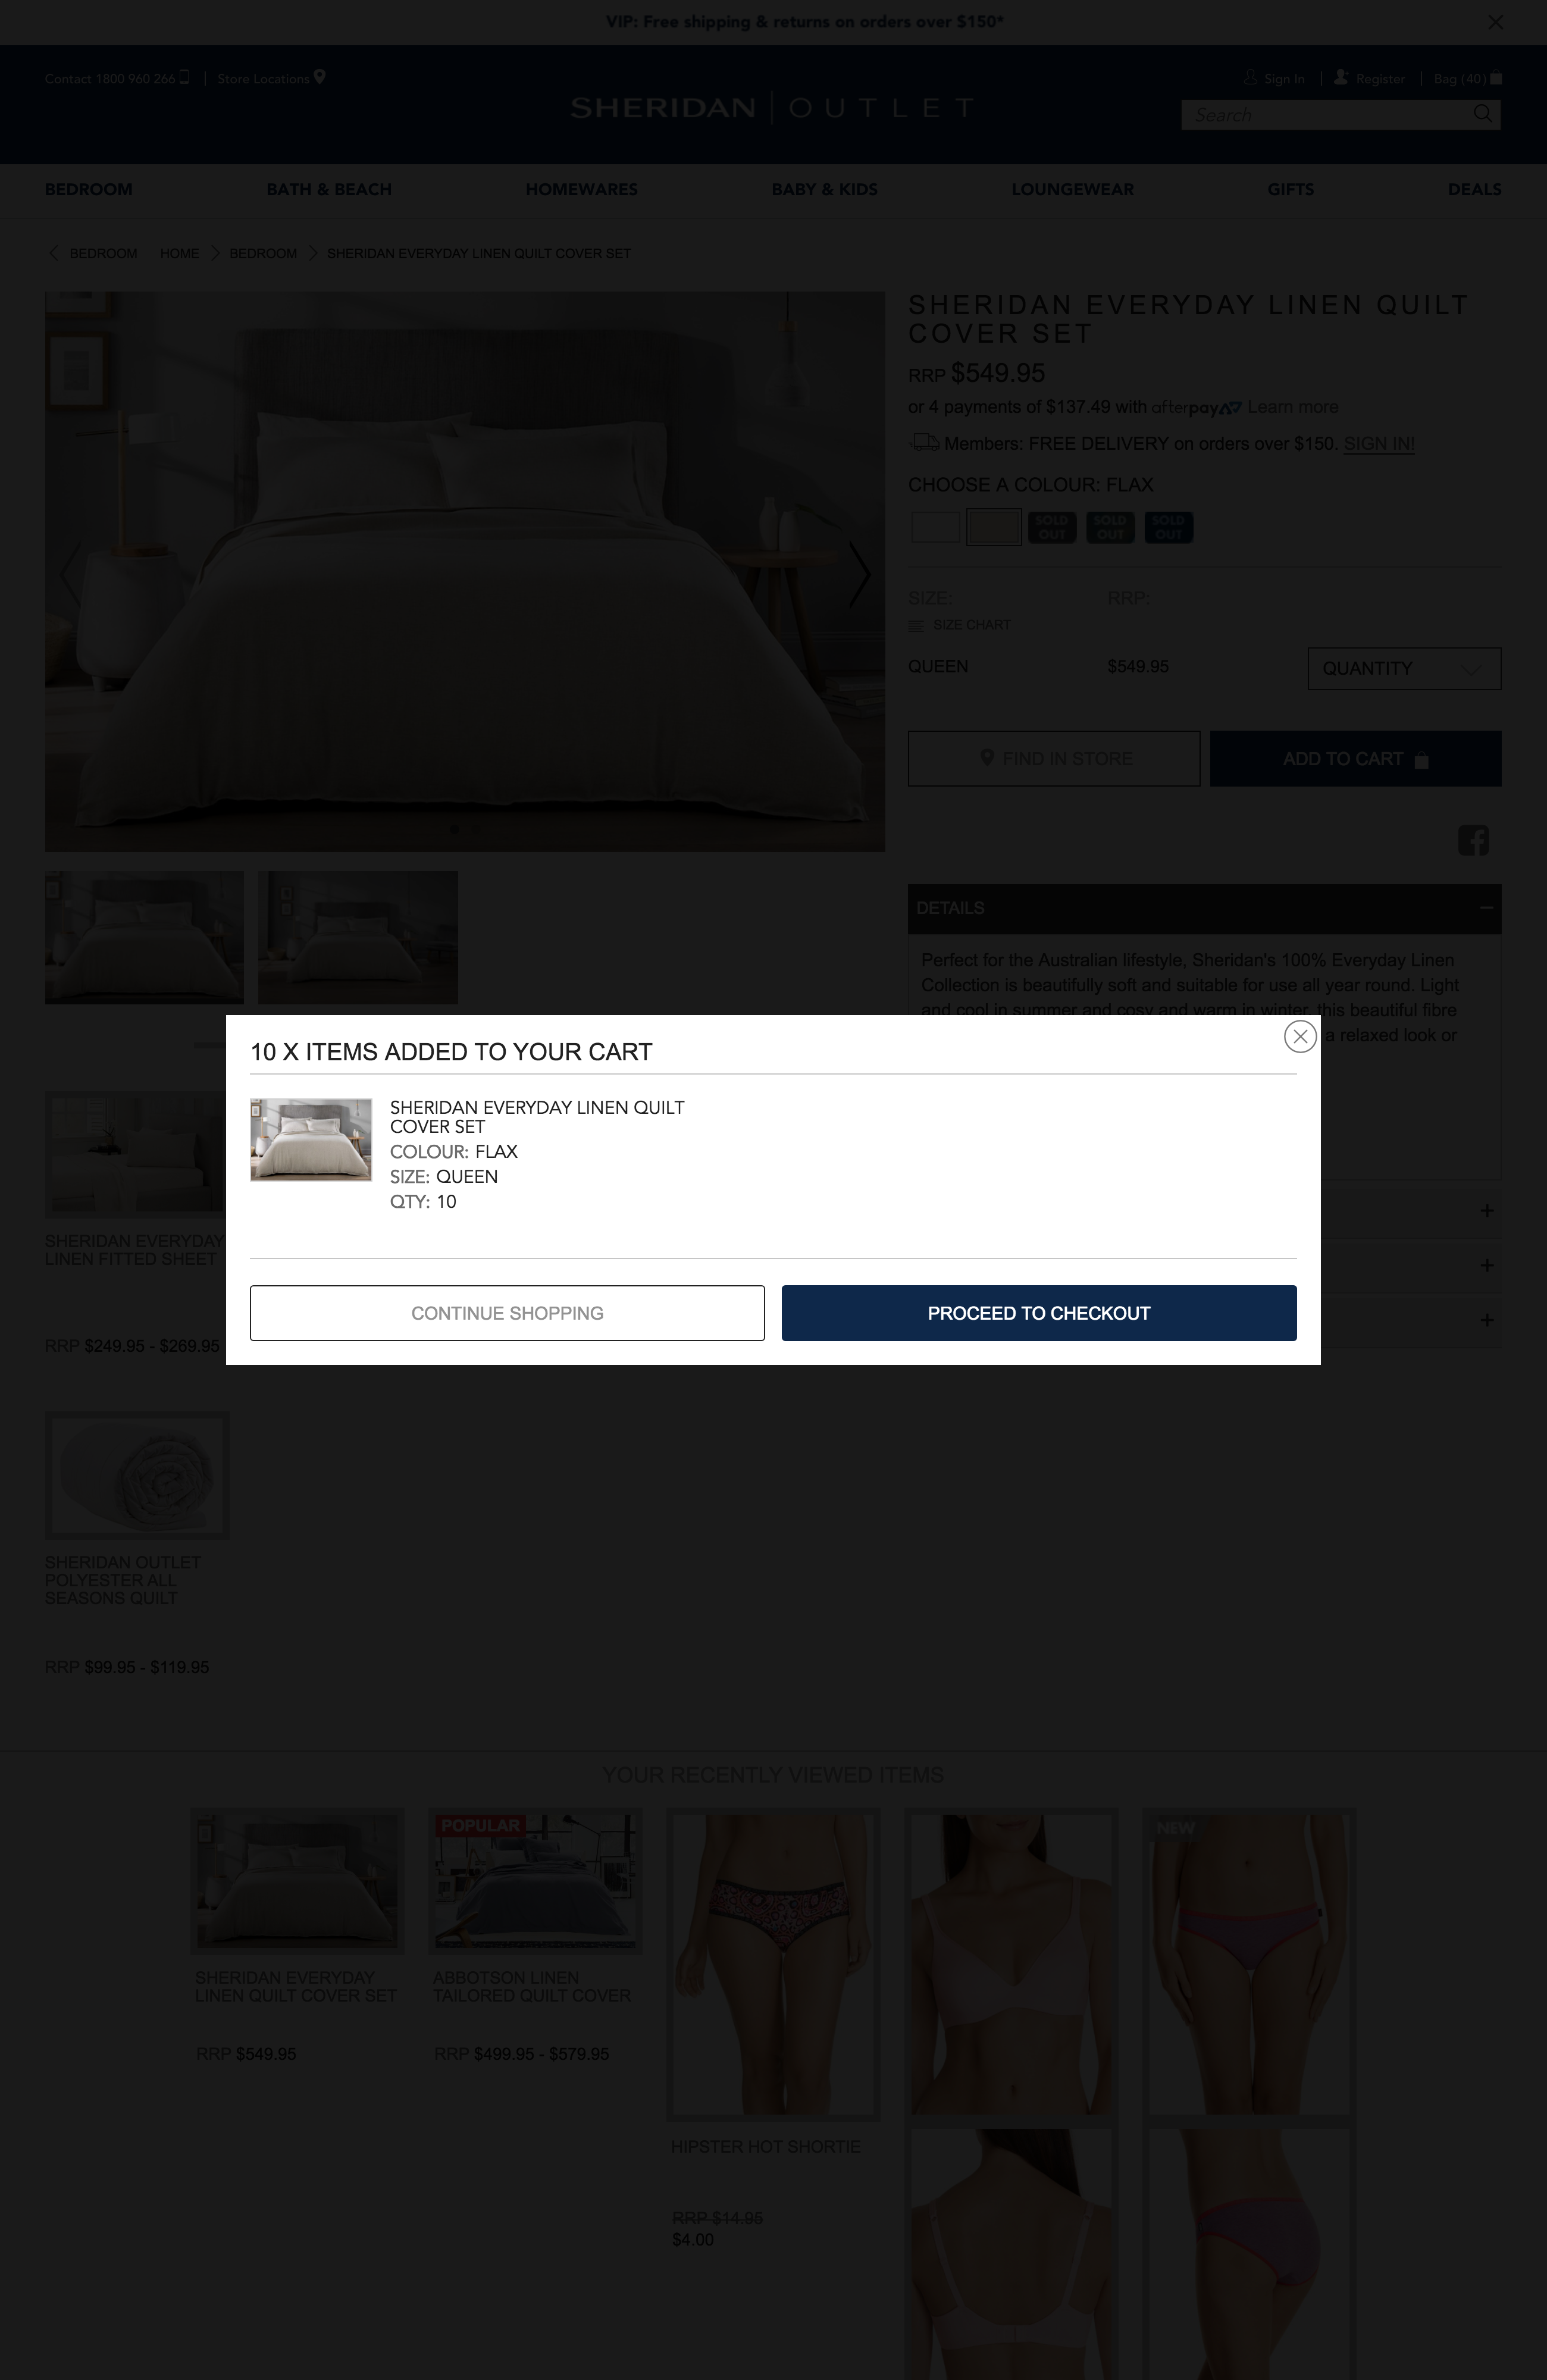 VIP: Free shipping & returns on orders over $150*
Contact 1800 960 266 | Store Locations
Sign In | Register | Bag (40)
SHERIDAN | OUTLET
Search
BEDROOM BATH & BEACH HOMEWARES BABY & KIDS LOUNGEWEAR GIFTS DEALS
BEDROOM HOME BEDROOM SHERIDAN EVERYDAY LINEN QUILT COVER SET
SHERIDAN EVERYDAY LINEN QUILT
COVER SET
RRP $549.95
or 4 payments of $137.49 with afterpay Learn more
Members: FREE DELIVERY on orders over $150. SIGN IN!
CHOOSE A COLOUR: FLAX
SOLD OUT SOLD OUT SOLD OUT
SIZE: RRP:
SIZE CHART
QUEEN $549.95 QUANTITY
FIND IN STORE ADD TO CART
DETAILS
Perfect for the Australian lifestyle, Sheridan's 100% Everyday Linen
Collection is beautifully soft and suitable for use all year round. Light
and cool in summer and cosy and warm in winter, this beautiful fibre
a relaxed look or
10 X ITEMS ADDED TO YOUR CART
SHERIDAN EVERYDAY LINEN QUILT
COVER SET
COLOUR: FLAX
SIZE: QUEEN
QTY: 10
CONTINUE SHOPPING PROCEED TO CHECKOUT
SHERIDAN EVERYDAY
LINEN FITTED SHEET
RRP $249.95 - $269.95
SHERIDAN OUTLET
POLYESTER ALL
SEASONS QUILT
RRP $99.95 - $119.95
YOUR RECENTLY VIEWED ITEMS
POPULAR
NEW
SHERIDAN EVERYDAY
LINEN QUILT COVER SET
RRP $549.95
ABBOTSON LINEN
TAILORED QUILT COVER
RRP $499.95 - $579.95
HIPSTER HOT SHORTIE
RRP $14.95
$4.00